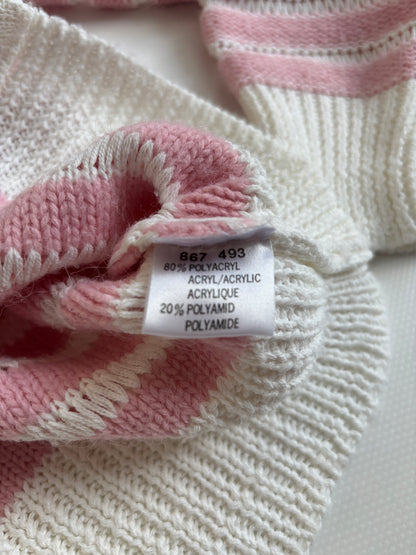 867 493
80% POLYACRYL
ACRYL/ACRYLIC
ACRYLIQUE
20% POLYAMID
POLYAMIDE